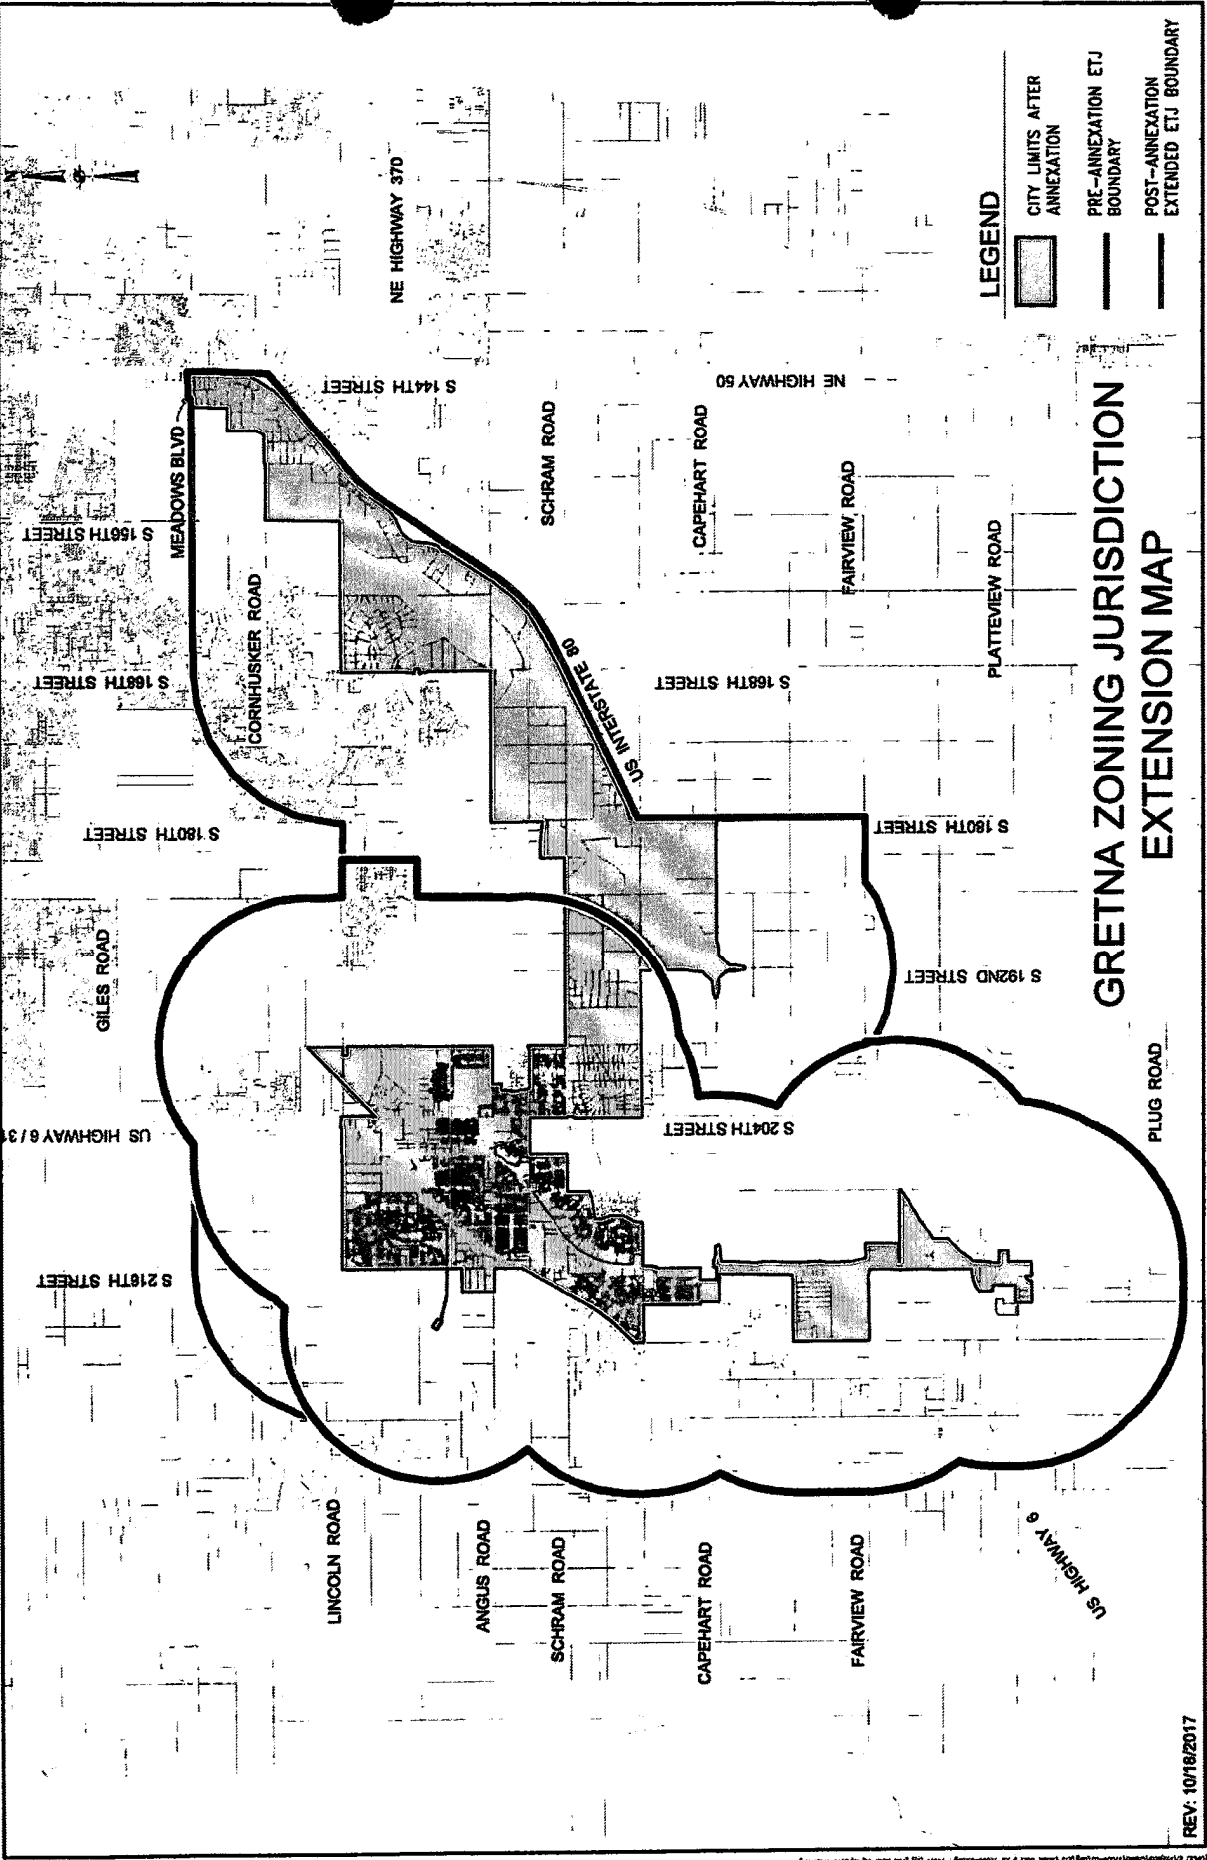 N
NE HIGHWAY 370
S 144TH STREET
MEADOWS BLVD
S 156TH STREET
CORNHUSKER ROAD
S 168TH STREET
S 180TH STREET
GILES ROAD
US HIGHWAY 6 / 31
S 216TH STREET
LINCOLN ROAD
ANGUS ROAD
SCHRAM ROAD
CAPEHART ROAD
FAIRVIEW ROAD
US HIGHWAY 6
SCHRAM ROAD
NE HIGHWAY 50
CAPEHART ROAD
FAIRVIEW ROAD
PLATTEVIEW ROAD
US INTERSTATE 80
S 168TH STREET
S 180TH STREET
S 192ND STREET
S 204TH STREET
PLUG ROAD
LEGEND
CITY LIMITS AFTER
ANNEXATION
PRE-ANNEXATION ETJ
BOUNDARY
POST-ANNEXATION
EXTENDED ETJ BOUNDARY
GRETNA ZONING JURISDICTION
EXTENSION MAP
REV: 10/18/2017